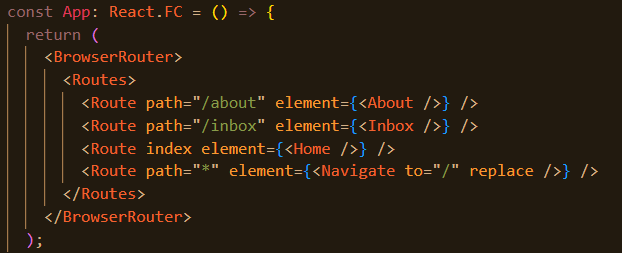 const App: React.FC = () => {
  return (
    <BrowserRouter>
      <Routes>
        <Route path="/about" element={<About />} />
        <Route path="/inbox" element={<Inbox />} />
        <Route index element={<Home />} />
        <Route path="*" element={<Navigate to="/" replace />} />
      </Routes>
    </BrowserRouter>
  );